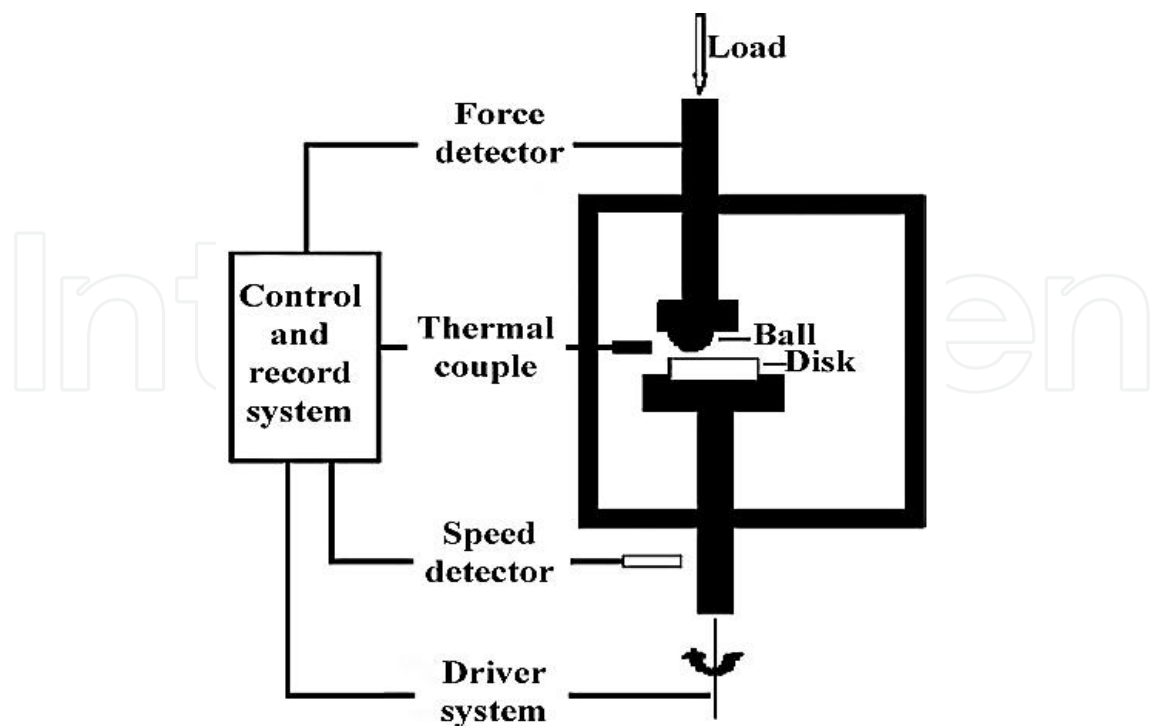 Load
Force
detector
Control
and
record
system
Thermal
couple
Ball
Disk
Speed
detector
Driver
system